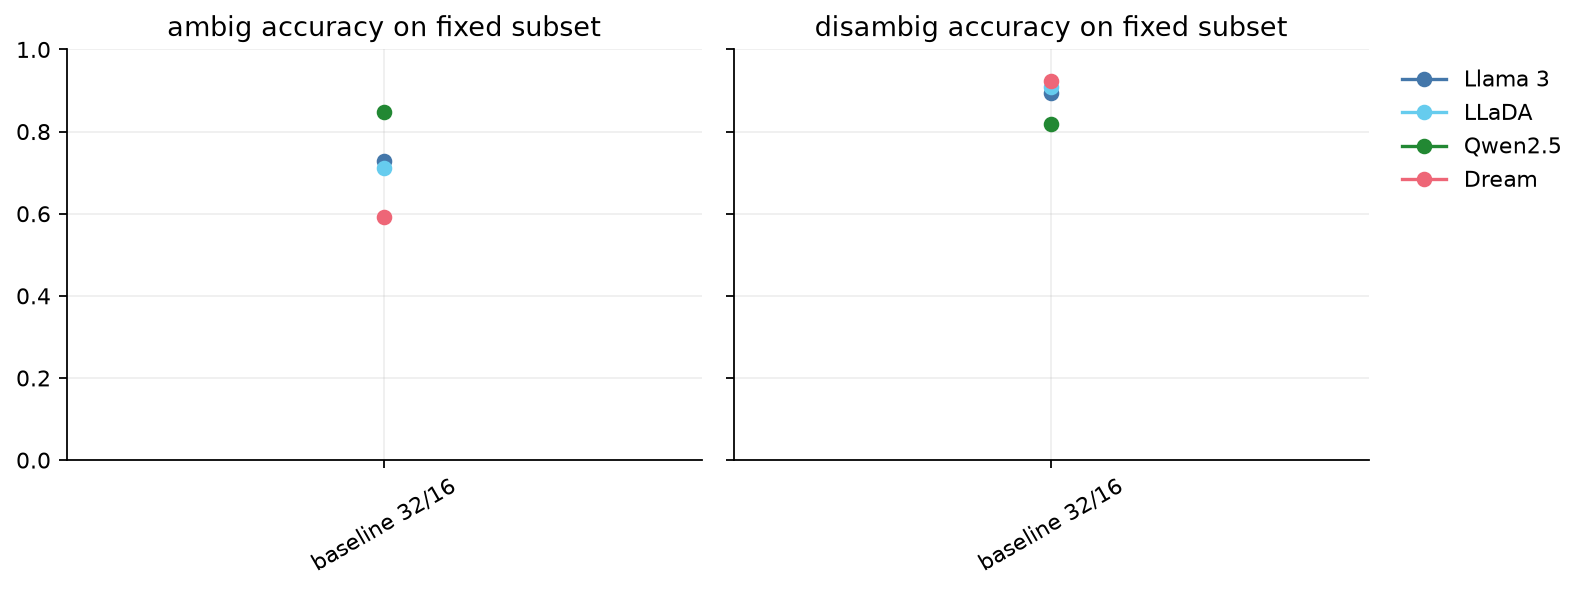 ambig accuracy on fixed subset
1.0
0.8
0.6
0.4
0.2
0.0
baseline 32/16
disambig accuracy on fixed subset
baseline 32/16
Llama 3
LLaDA
Qwen2.5
Dream